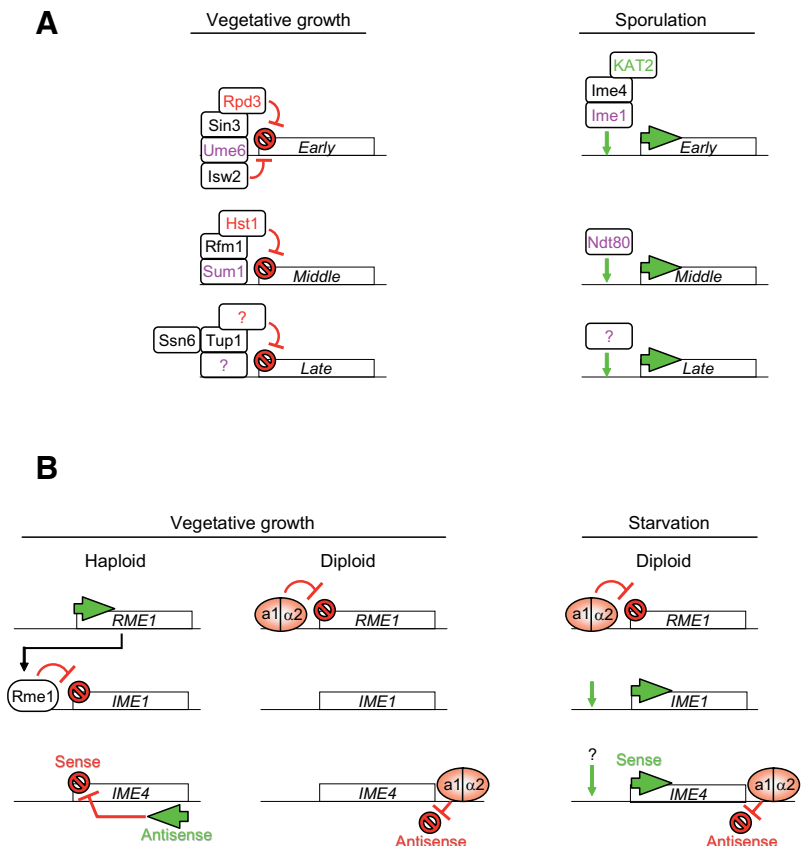 A
Vegetative growth
Sporulation
KAT2
Rpd3
Ime4
Sin3
Ime1
Ume6
Early
Early
Isw2
Hst1
Rfm1
Ndt80
Sum1
Middle
Middle
?
Ssn6
Tup1
?
?
Late
Late
B
Vegetative growth
Starvation
Haploid
Diploid
Diploid
RME1
a1 α2
RME1
a1 α2
RME1
Rme1
IME1
IME1
IME1
Sense
?
Sense
IME4
IME4
a1 α2
IME4
a1 α2
Antisense
Antisense
Antisense